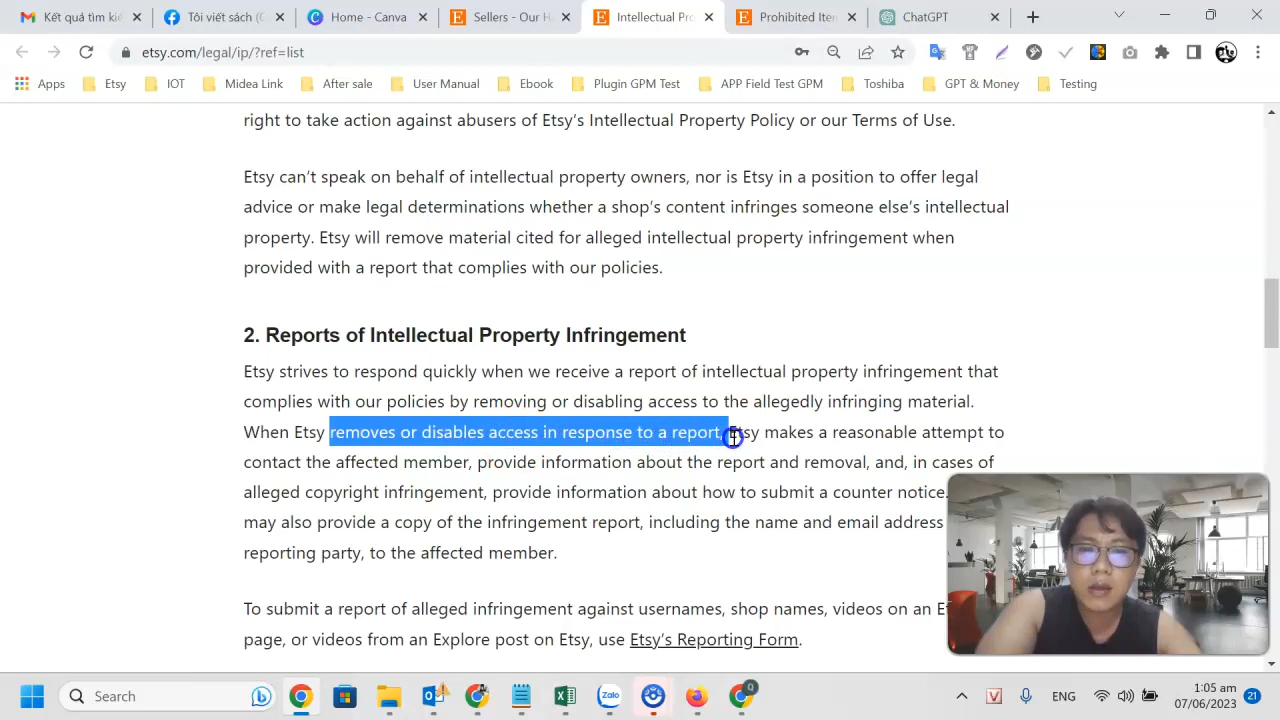 Kết quả tìm kiế
Tôi viết sách (
Home - Canva
Sellers - Our H
Intellectual Pro
Prohibited Iten
ChatGPT
etsy.com/legal/ip/?ref=list
Apps
Etsy
IOT
Midea Link
After sale
User Manual
Ebook
Plugin GPM Test
APP Field Test GPM
Toshiba
GPT & Money
Testing
right to take action against abusers of Etsy's Intellectual Property Policy or our Terms of Use.
Etsy can't speak on behalf of intellectual property owners, nor is Etsy in a position to offer legal
advice or make legal determinations whether a shop's content infringes someone else's intellectual
property. Etsy will remove material cited for alleged intellectual property infringement when
provided with a report that complies with our policies.
2. Reports of Intellectual Property Infringement
Etsy strives to respond quickly when we receive a report of intellectual property infringement that
complies with our policies by removing or disabling access to the allegedly infringing material.
When Etsy removes or disables access in response to a report, Etsy makes a reasonable attempt to
contact the affected member, provide information about the report and removal, and, in cases of
alleged copyright infringement, provide information about how to submit a counter notice.
may also provide a copy of the infringement report, including the name and email address
reporting party, to the affected member.
To submit a report of alleged infringement against usernames, shop names, videos on an Et
page, or videos from an Explore post on Etsy, use Etsy's Reporting Form.
Search
Zalo
Q
V
ENG
1:05 am
07/06/2023
21